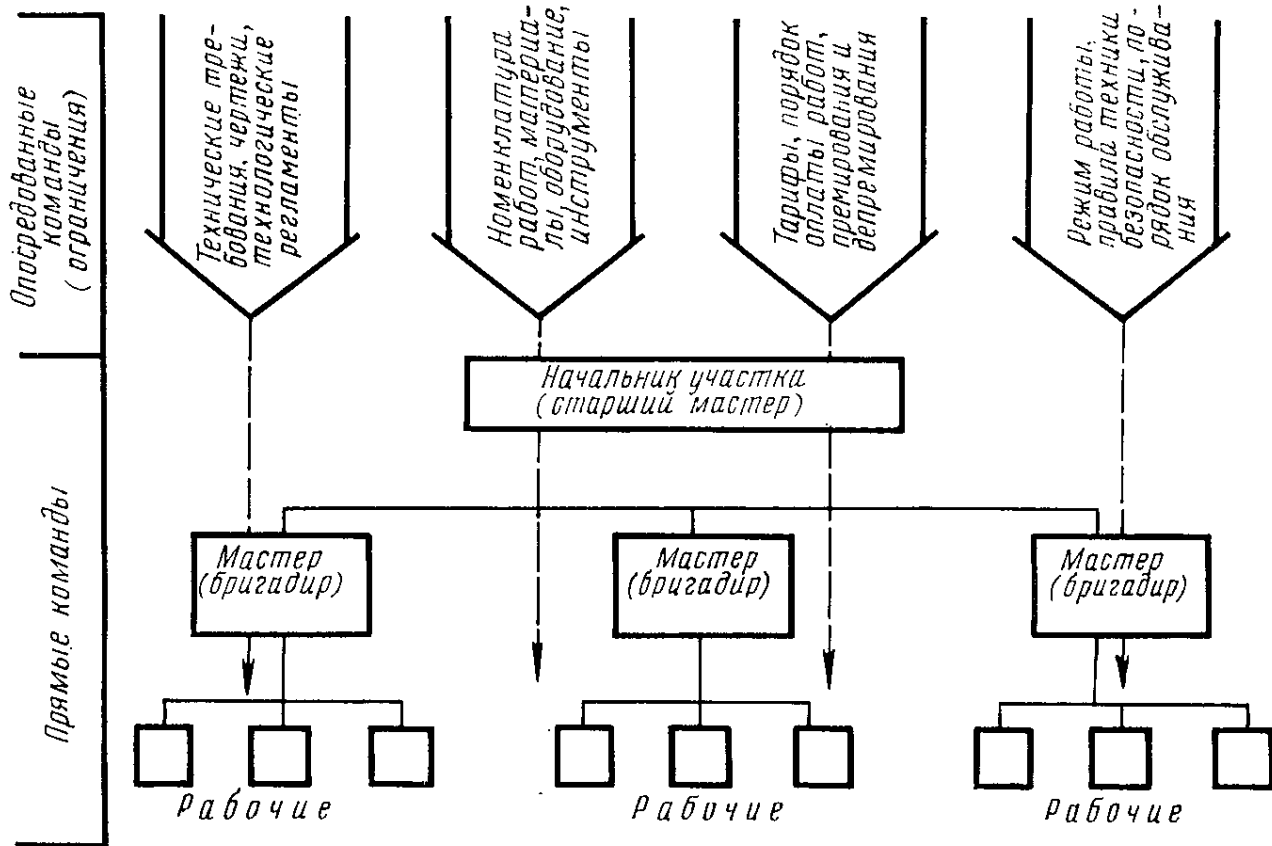 Опосредованные
команды
(ограничения)
Технические тре-
бования, чертежи,
технологические
регламенты
Номенклатура
работ, материа-
лы, оборудование,
инструменты
Тарифы, порядок
оплаты работ,
премирования и
депремирования
Режим работы,
правила техники
безопасности, по-
рядок обслужива-
ния
Прямые команды
Начальник участка
(старший мастер)
Мастер
(бригадир)
Мастер
(бригадир)
Мастер
(бригадир)
Рабочие
Рабочие
Рабочие